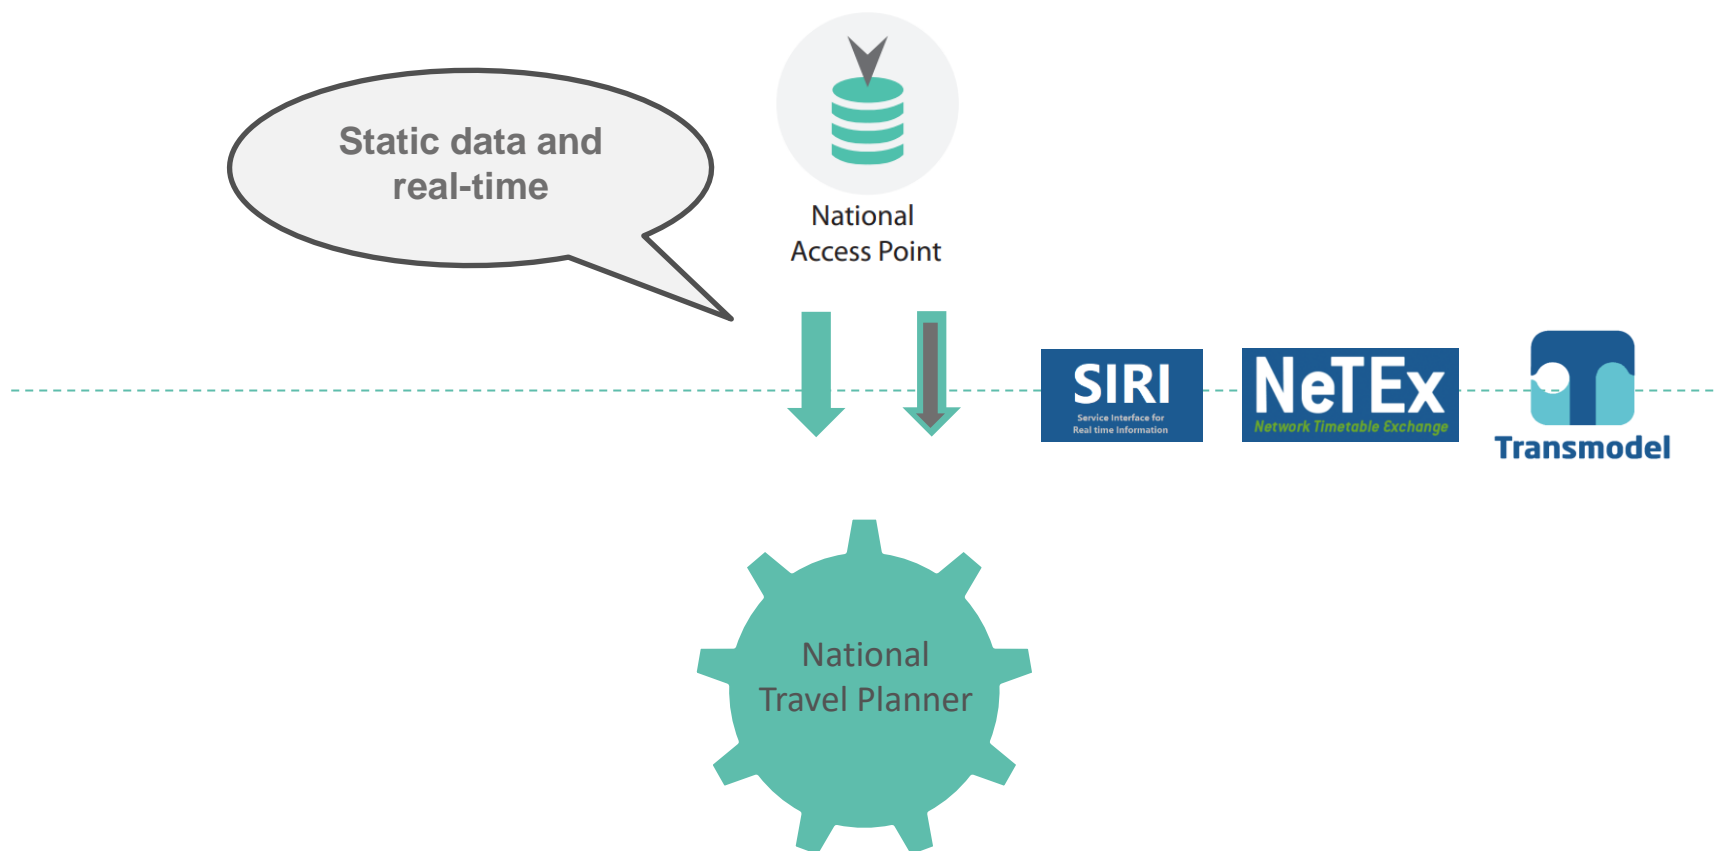 Static data and
real-time
National
Access Point
SIRI
Service Interface for
Real time Information
NeTEx
Network Timetable Exchange
Transmodel
National
Travel Planner